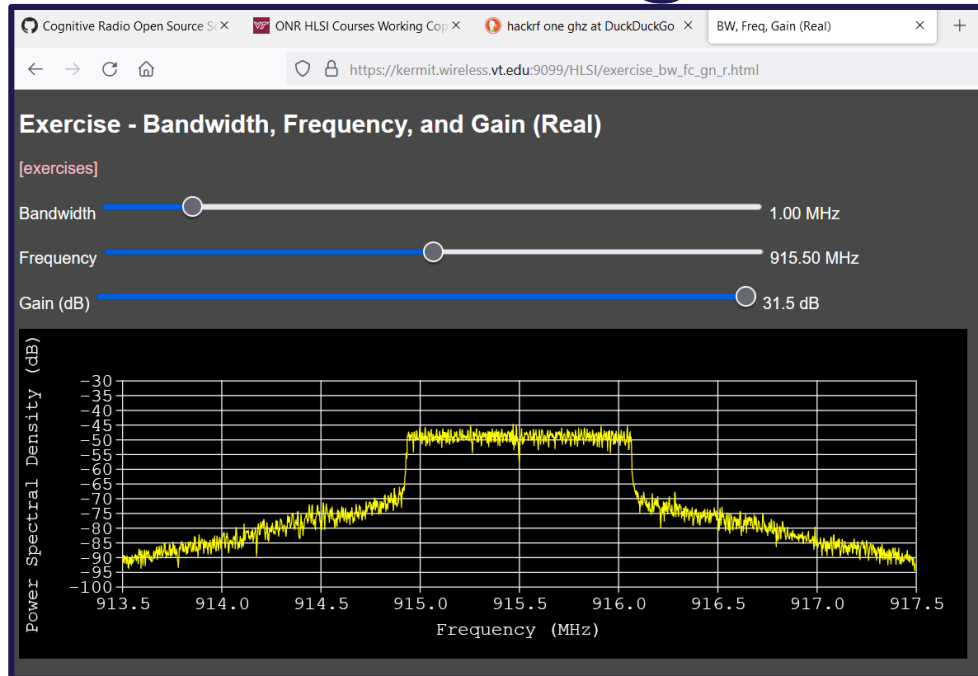 Cognitive Radio Open Source Sc
ONR HLSI Courses Working Cop
hackrf one ghz at DuckDuckGo
BW, Freq, Gain (Real)
https://kermit.wireless.vt.edu:9099/HLSI/exercise_bw_fc_gn_r.html
Exercise - Bandwidth, Frequency, and Gain (Real)
[exercises]
Bandwidth 1.00 MHz
Frequency 915.50 MHz
Gain (dB) 31.5 dB
Power Spectral Density (dB)
-30
-35
-40
-45
-50
-55
-60
-65
-70
-75
-80
-85
-90
-95
-100
913.5 914.0 914.5 915.0 915.5 916.0 916.5 917.0 917.5
Frequency (MHz)